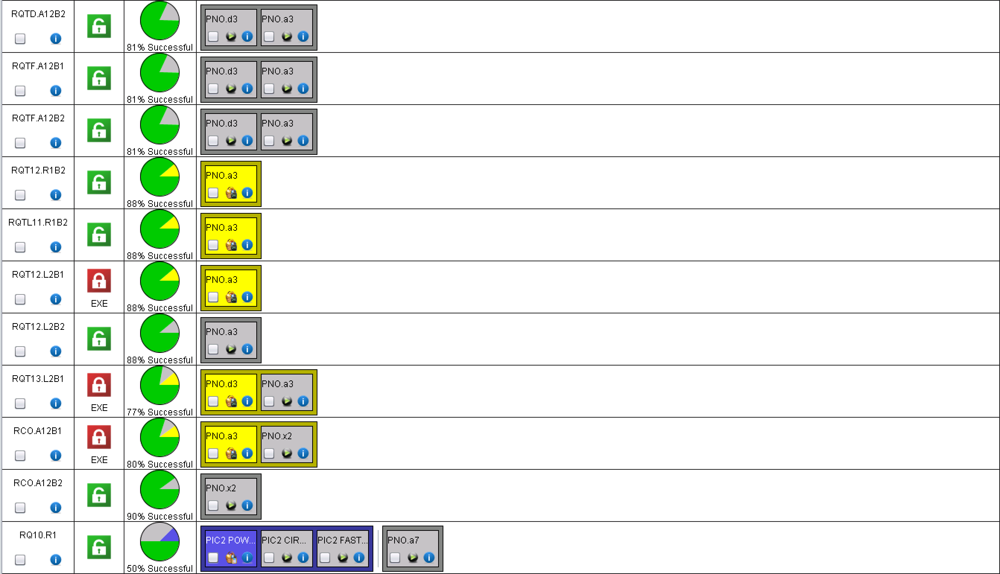 RQTD.A12B2
PNO.d3 PNO.a3
81% Successful
RQTF.A12B1
PNO.d3 PNO.a3
81% Successful
RQTF.A12B2
PNO.d3 PNO.a3
81% Successful
RQT12.R1B2
PNO.a3
88% Successful
RQTL11.R1B2
PNO.a3
88% Successful
RQT12.L2B1
PNO.a3
EXE
88% Successful
RQT12.L2B2
PNO.a3
88% Successful
RQT13.L2B1
PNO.d3 PNO.a3
EXE
77% Successful
RCO.A12B1
PNO.a3 PNO.x2
EXE
80% Successful
RCO.A12B2
PNO.x2
90% Successful
RQ10.R1
PIC2 POW... PIC2 CIR... PIC2 FAST... PNO.a7
50% Successful